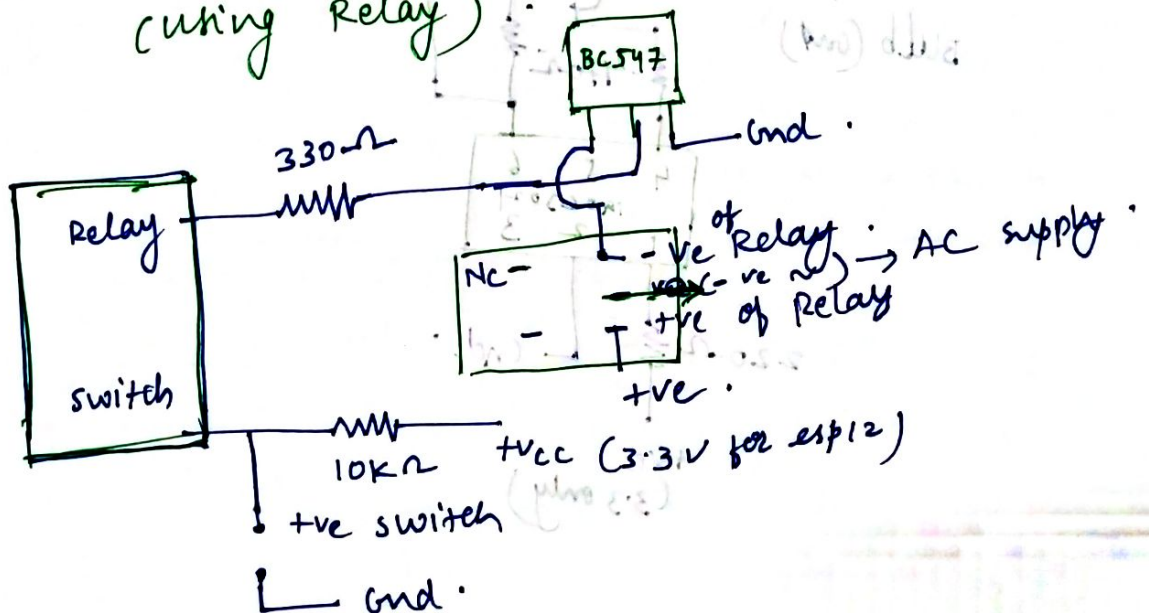 (using Relay)
BC547
Gnd.
330Ω
Relay
NC
-ve of Relay.
-ve ~ → AC supply.
+ve of Relay
+ve.
switch
10KΩ
+Vcc (3.3V for esp12)
+ve switch
Gnd.